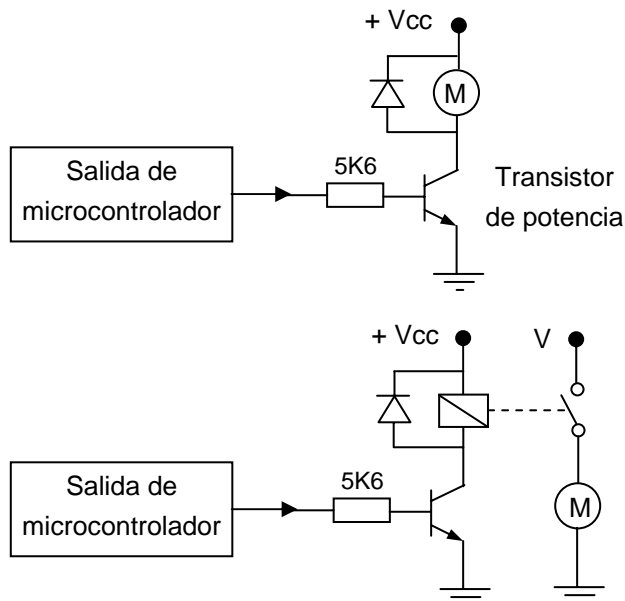 + Vcc
M
5K6
Salida de
microcontrolador
Transistor
de potencia
+ Vcc
V
5K6
Salida de
microcontrolador
M